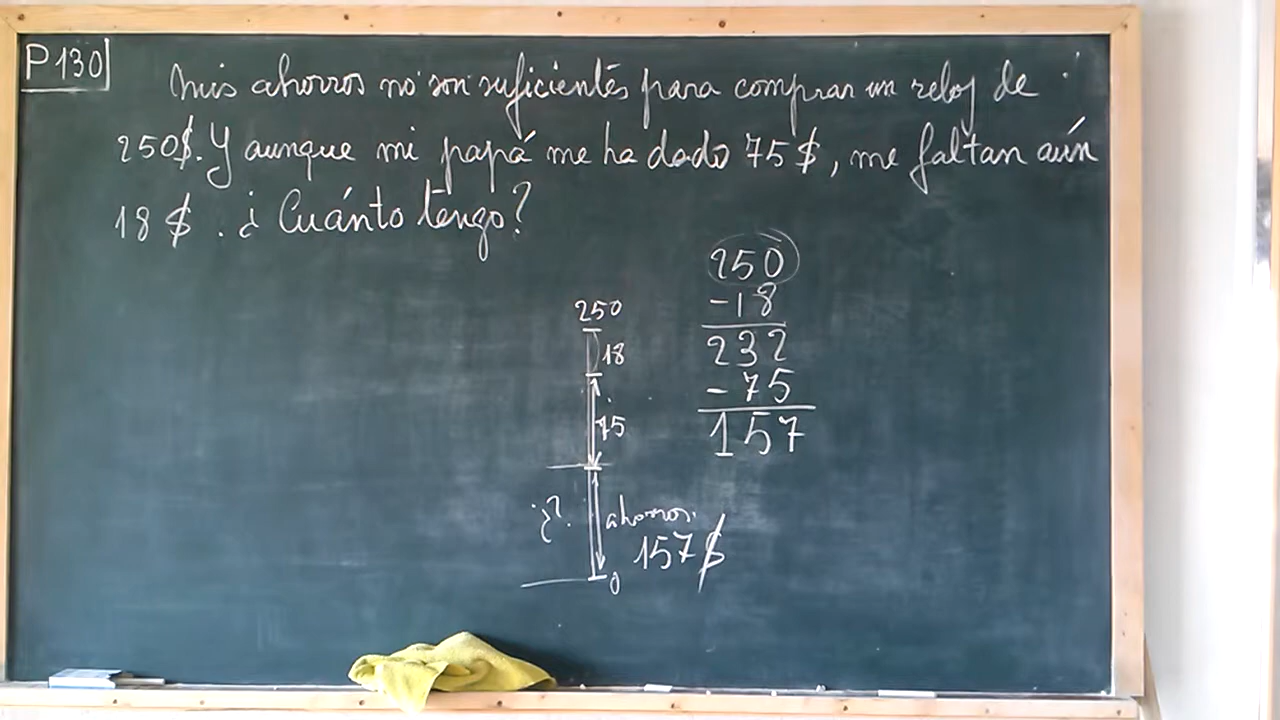 P130
Mis ahorros no son suficientes para comprar un reloj de
250$. Y aunque mi papá me ha dado 75$, me faltan aún
18$. ¿Cuánto tengo?
250
-18
232
-75
157
250
18
75
¿?
ahorros.
157$
0